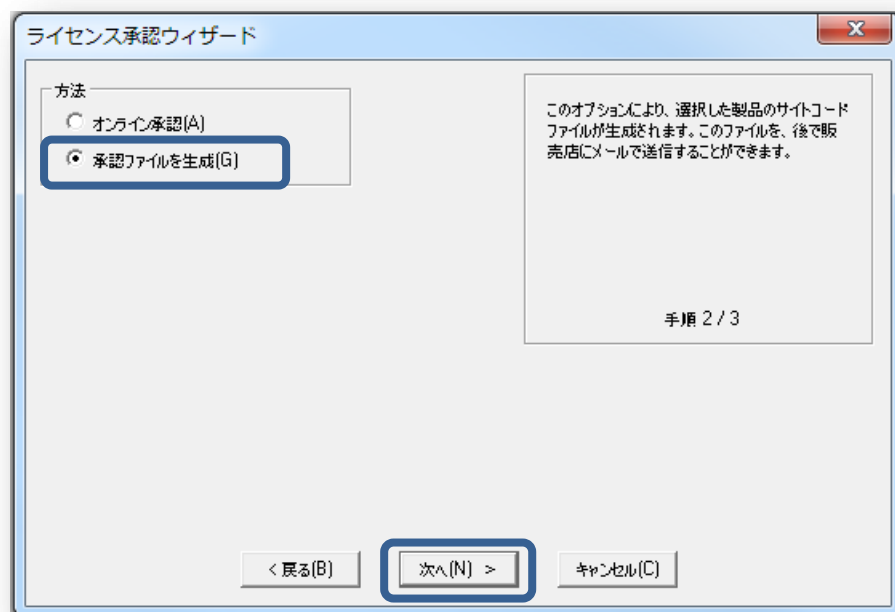 ライセンス承認ウィザード
方法
オンライン承認(A)
承認ファイルを生成(G)
このオプションにより、選択した製品のサイトコード
ファイルが生成されます。このファイルを、後で販
売店にメールで送信することができます。
手順 2 / 3
< 戻る(B)
次へ(N) >
キャンセル(C)